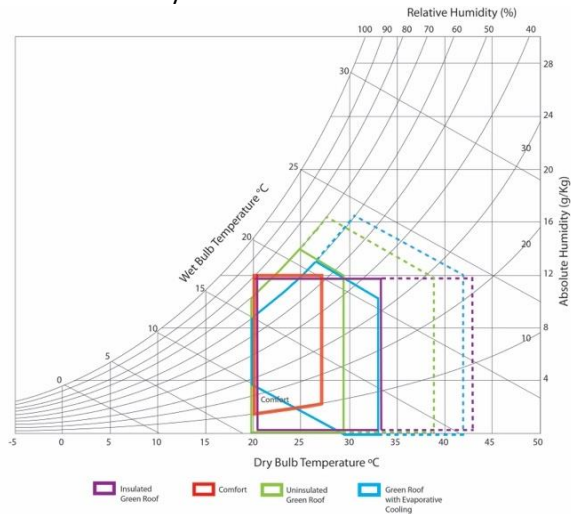 Relative Humidity (%)
100 90 80 70 60 50 40
28
30
24
30
20
25
Wet Bulb Temperature ºC
Absolute Humidity (g/Kg)
20
16
20
15
12
10
8
10
5
4
0
Comfort
-5 0 5 10 15 20 25 30 35 40 45 50
Dry Bulb Temperature ºC
Insulated
Green Roof
Comfort
Uninsulated
Green Roof
Green Roof
with Evaporative
Cooling